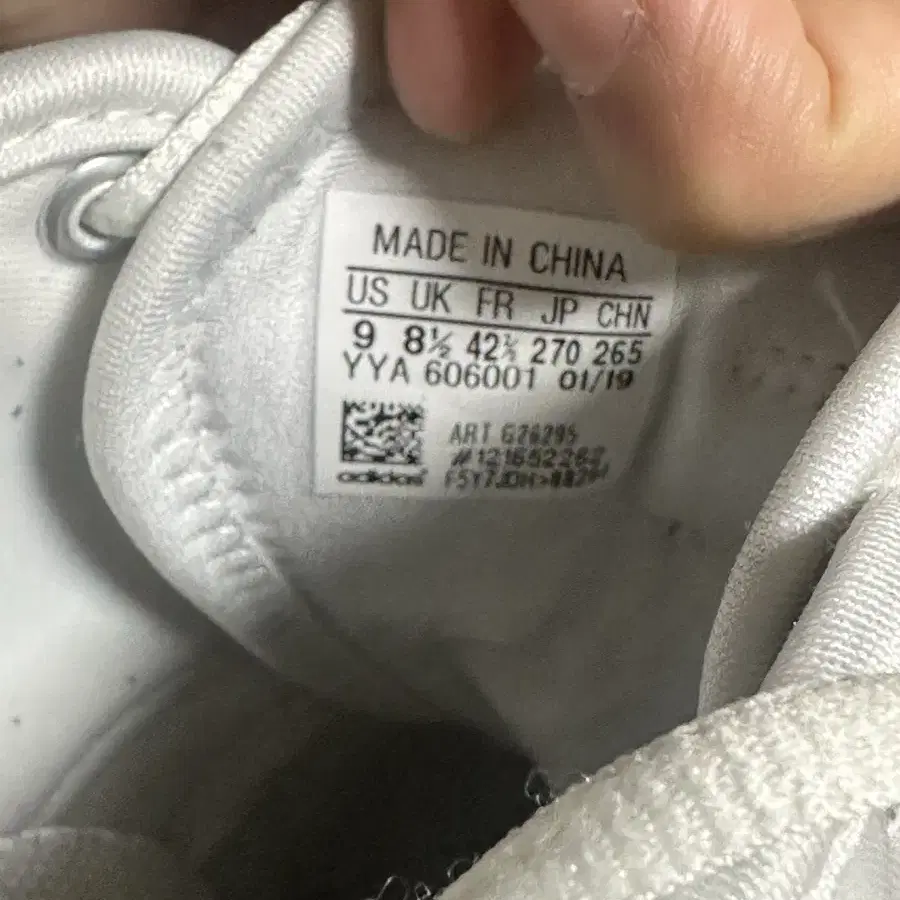 MADE IN CHINA
US UK FR JP CHN
9 8½ 42⅔ 270 265
YYA 606001 01/19
ART G26295
#121652262
adidas